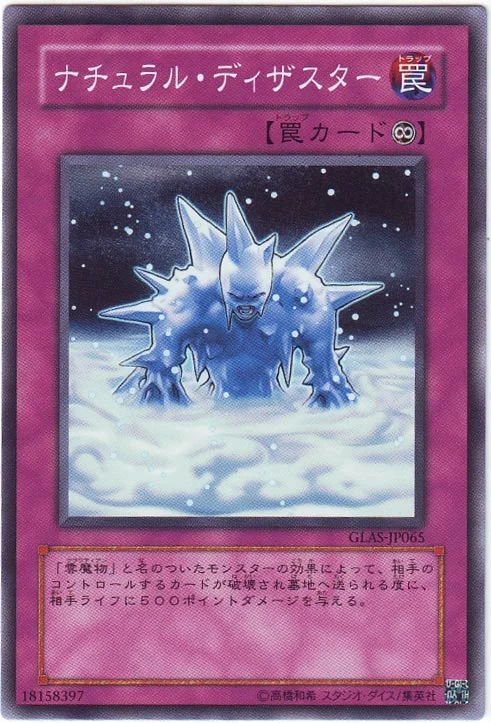 ナチュラル・ディザスター
トラップ
罠
トラップ
【罠カード】
GLAS-JP065
「雲魔物」と名のついたモンスターの効果によって、相手の
コントロールするカードが破壊され墓地へ送られる度に、
相手ライフに500ポイントダメージを与える。
18158397
©高橋和希 スタジオ・ダイス/集英社